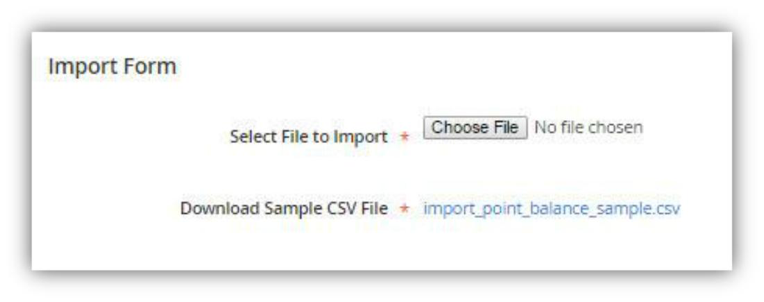 Import Form
Select File to Import * Choose File No file chosen
Download Sample CSV File * import_point_balance_sample.csv